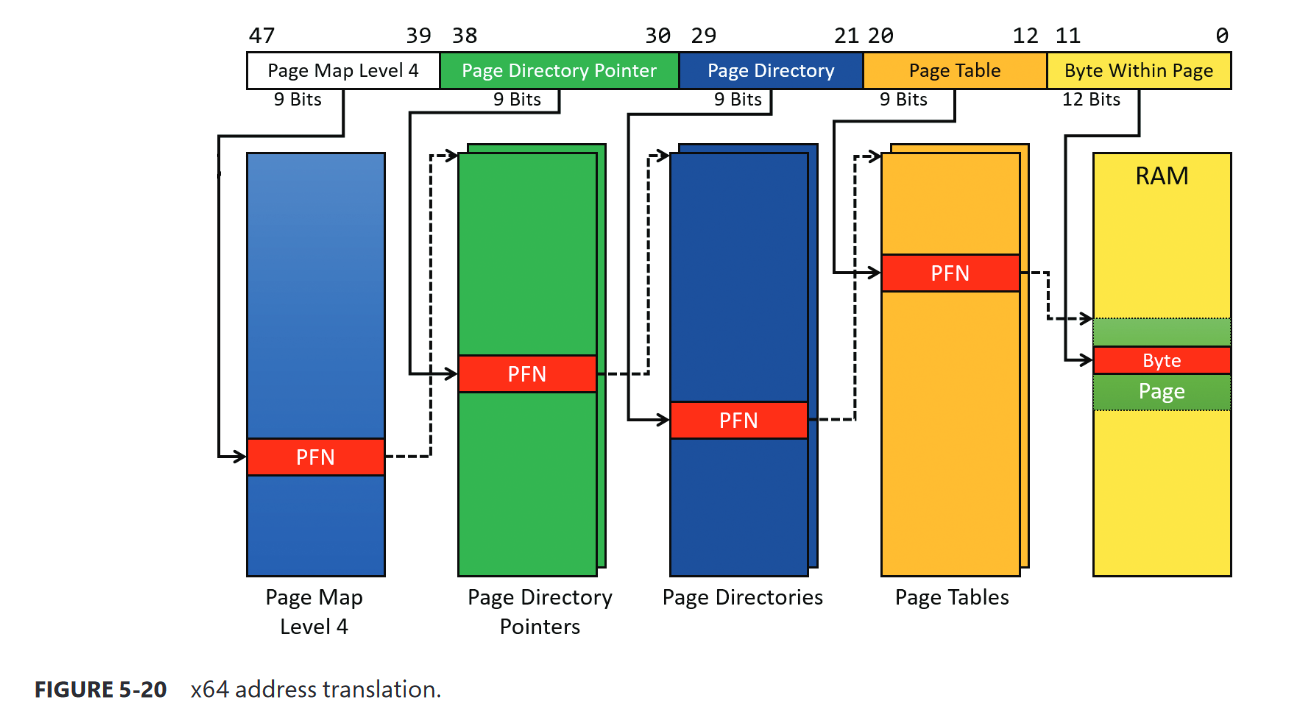 47 39 38 30 29 21 20 12 11 0
Page Map Level 4 Page Directory Pointer Page Directory Page Table Byte Within Page
9 Bits 9 Bits 9 Bits 9 Bits 12 Bits
RAM
PFN
Byte
PFN
Page
PFN
PFN
Page Map
Level 4
Page Directory
Pointers
Page Directories
Page Tables
FIGURE 5-20 x64 address translation.